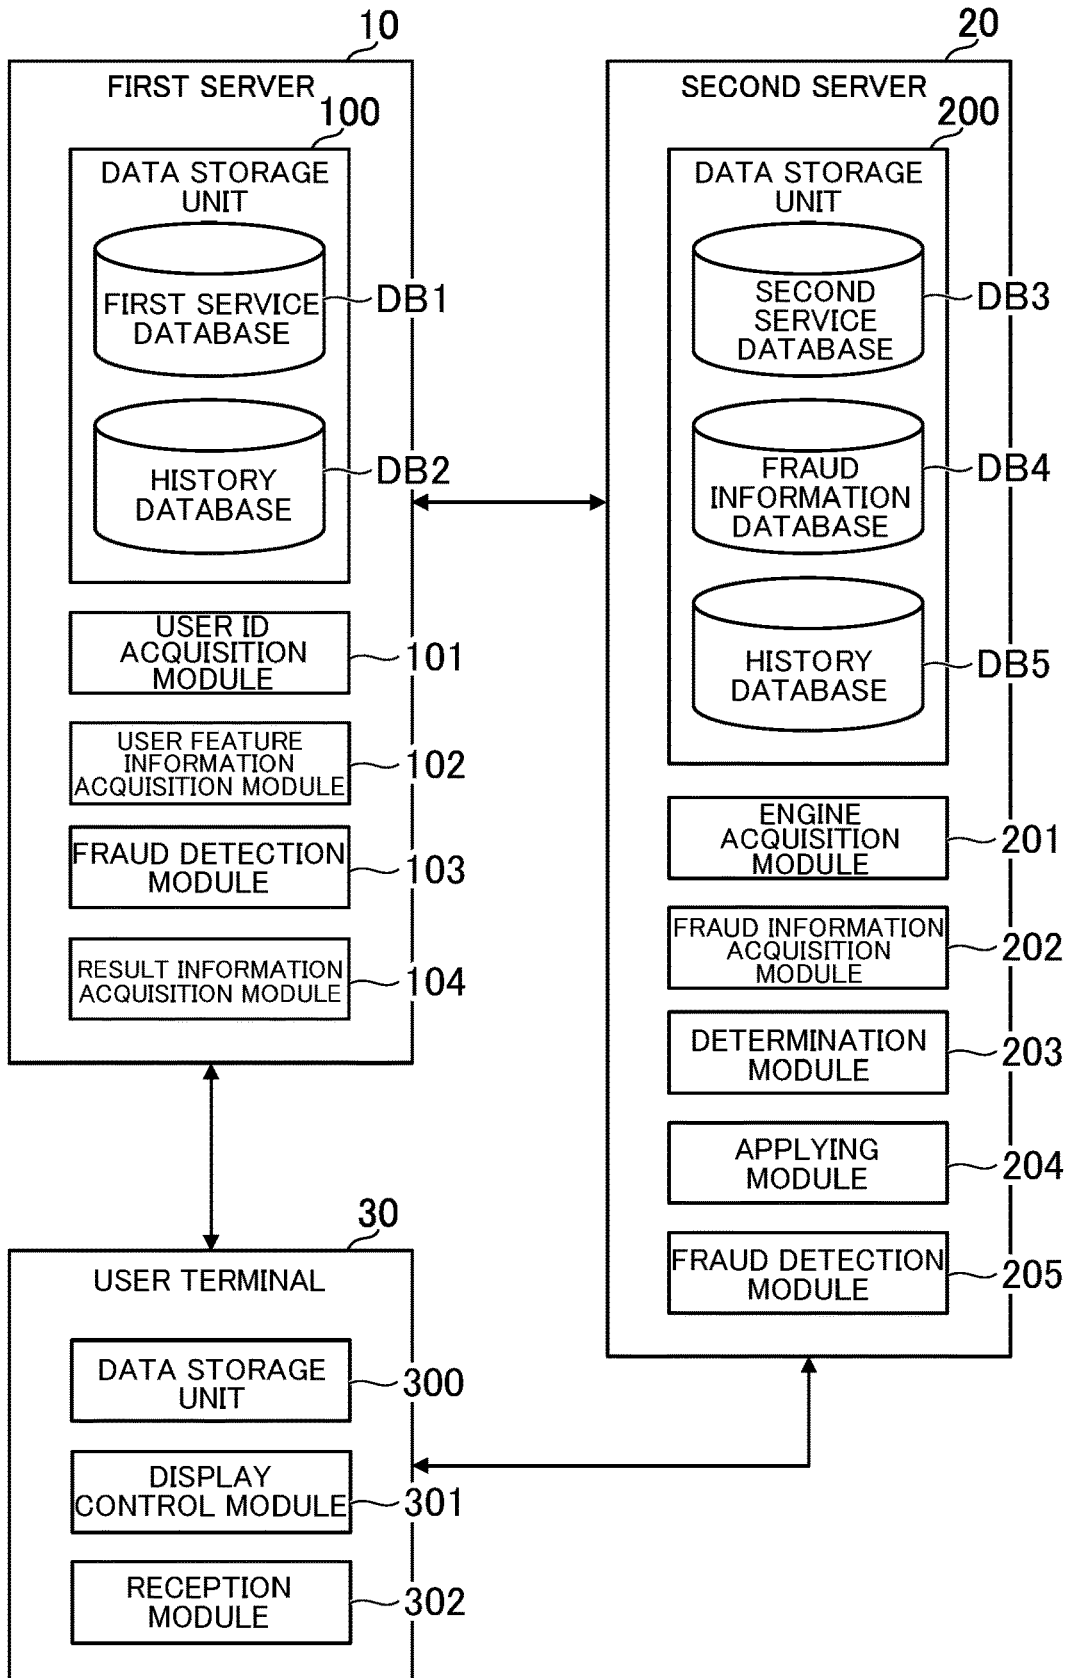 10
FIRST SERVER
100
DATA STORAGE
UNIT
FIRST SERVICE
DATABASE
DB1
HISTORY
DATABASE
DB2
USER ID
ACQUISITION
MODULE
101
USER FEATURE
INFORMATION
ACQUISITION MODULE
102
FRAUD DETECTION
MODULE
103
RESULT INFORMATION
ACQUISITION MODULE
104
20
SECOND SERVER
200
DATA STORAGE
UNIT
SECOND
SERVICE
DATABASE
DB3
FRAUD
INFORMATION
DATABASE
DB4
HISTORY
DATABASE
DB5
ENGINE
ACQUISITION
MODULE
201
FRAUD INFORMATION
ACQUISITION
MODULE
202
DETERMINATION
MODULE
203
APPLYING
MODULE
204
FRAUD DETECTION
MODULE
205
30
USER TERMINAL
DATA STORAGE
UNIT
300
DISPLAY
CONTROL MODULE
301
RECEPTION
MODULE
302